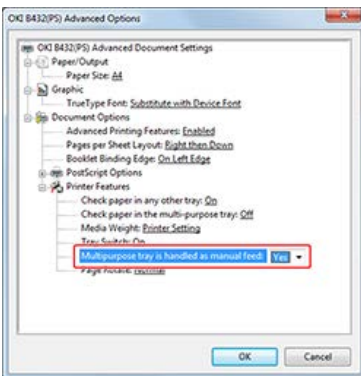 OKI B432(PS) Advanced Options
OKI B432(PS) Advanced Document Settings
Paper/Output
Paper Size: A4
Graphic
TrueType Font: Substitute with Device Font
Document Options
Advanced Printing Features: Enabled
Pages per Sheet Layout: Right then Down
Booklet Binding Edge: On Left Edge
PostScript Options
Printer Features
Check paper in any other tray: On
Check paper in the multi-purpose tray: Off
Media Weight: Printer Setting
Tray Switch: On
Multipurpose tray is handled as manual feed: Yes
Page Rotate: Normal
OK Cancel